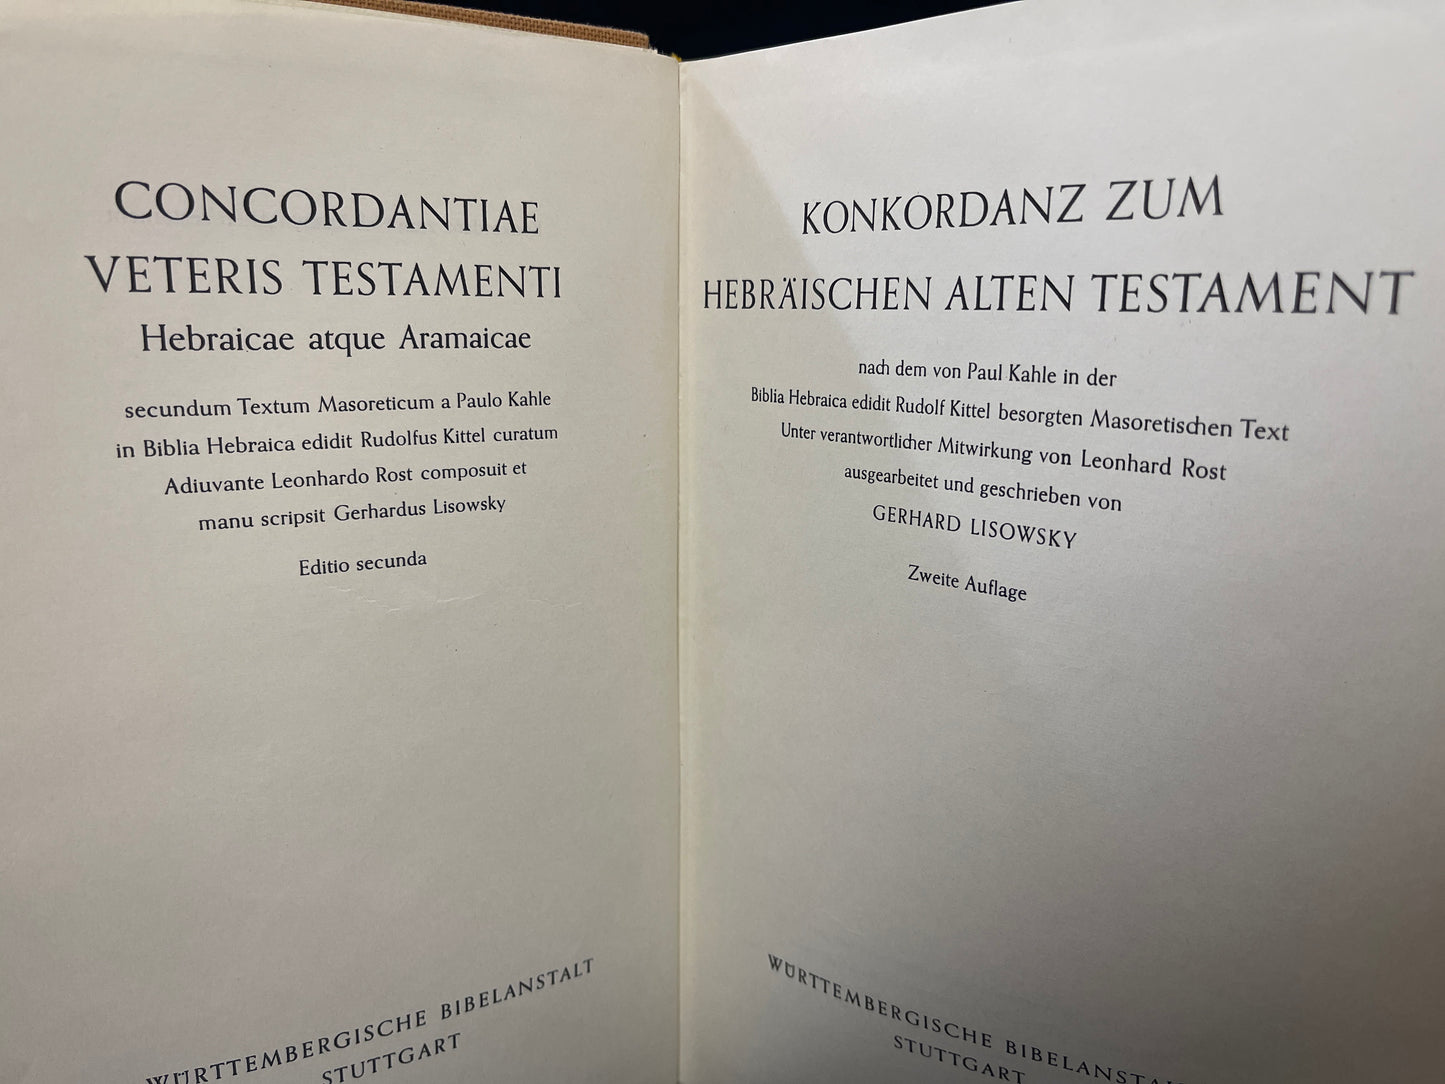 CONCORDANTIAE
VETERIS TESTAMENTI
Hebraicae atque Aramaicae
secundum Textum Masoreticum a Paulo Kahle
in Biblia Hebraica edidit Rudolfus Kittel curatum
Adiuvante Leonhardo Rost composuit et
manu scripsit Gerhardus Lisowsky
Editio secunda
WÜRTTEMBERGISCHE BIBELANSTALT
STUTTGART
KONKORDANZ ZUM
HEBRÄISCHEN ALTEN TESTAMENT
nach dem von Paul Kahle in der
Biblia Hebraica edidit Rudolf Kittel besorgten Masoretischen Text
Unter verantwortlicher Mitwirkung von Leonhard Rost
ausgearbeitet und geschrieben von
GERHARD LISOWSKY
Zweite Auflage
WÜRTTEMBERGISCHE BIBELANSTA
STUTTGART